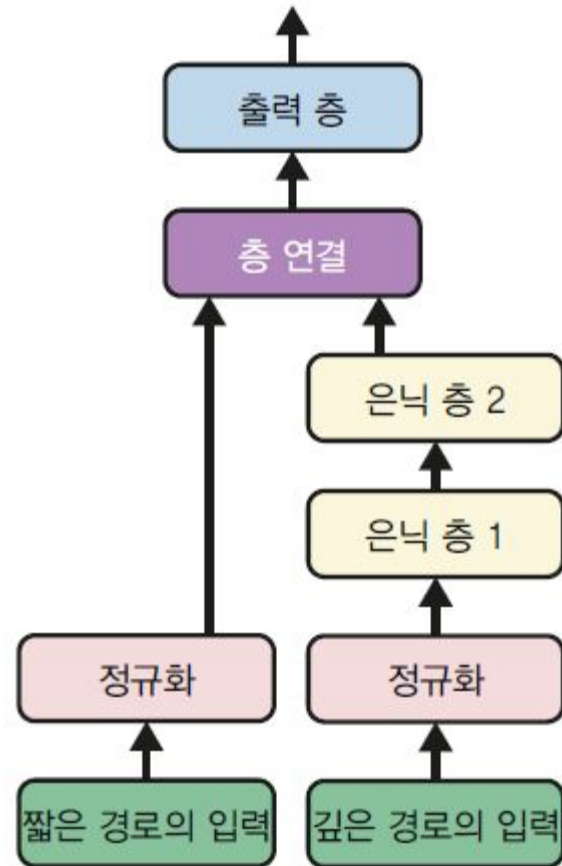 출력 층
층 연결
은닉 층 2
은닉 층 1
정규화
정규화
짧은 경로의 입력
깊은 경로의 입력